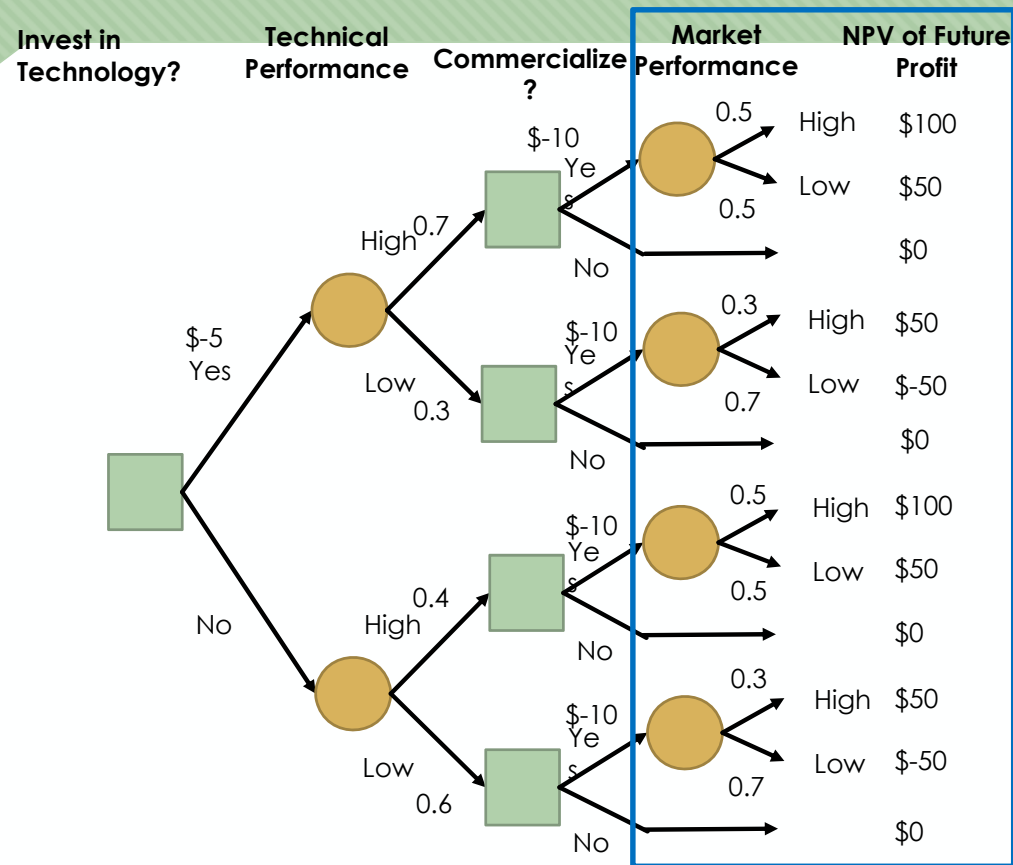 Invest in
Technology?
Technical
Performance
Commercialize
?
Market
Performance
NPV of Future
Profit
$-10
Ye
s
0.5
High
$100
Low
$50
0.5
No
$0
High
0.7
$-5
Yes
$-10
Ye
s
0.3
High
$50
Low
$-50
0.7
Low
0.3
No
$0
$-10
Ye
s
0.5
High
$100
Low
$50
0.5
0.4
High
No
No
$0
$-10
Ye
s
0.3
High
$50
Low
$-50
0.7
Low
0.6
No
$0